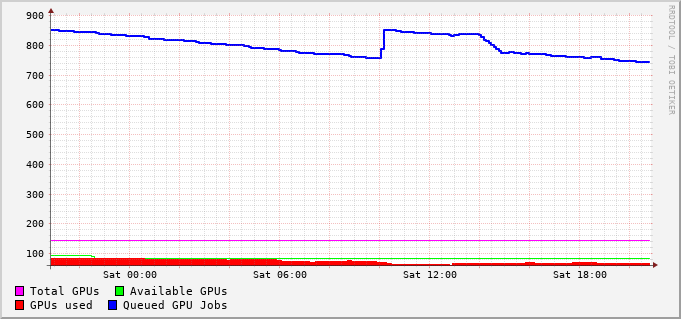 900
800
700
600
500
400
300
200
100
Sat 00:00 Sat 06:00 Sat 12:00 Sat 18:00
Total GPUs Available GPUs
GPUs used Queued GPU Jobs
RRDTOOL / TOBI OETIKER